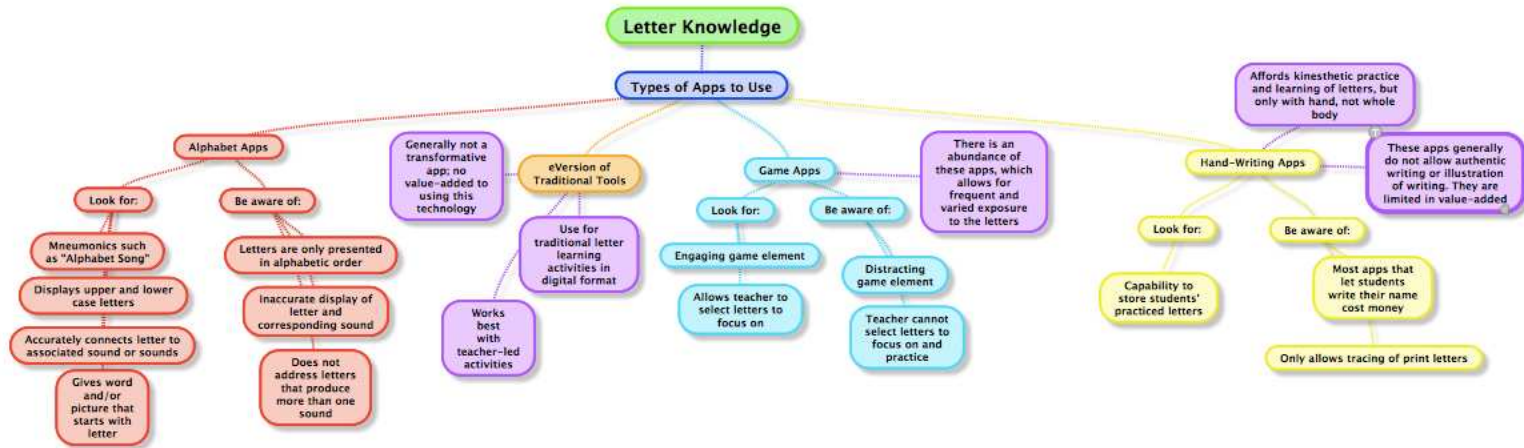 Letter Knowledge
Types of Apps to Use
Alphabet Apps
Look for:
Mneumonics such
as "Alphabet Song"
Displays upper and lower
case letters
Accurately connects letter to
associated sound or sounds
Gives word
and/or
picture that
starts with
letter
Be aware of:
Letters are only presented
in alphabetic order
Inaccurate display of
letter and
corresponding sound
Does not
address letters
that produce
more than one
sound
Generally not a
transformative
app; no
value-added to
using this
technology
eVersion of
Traditional Tools
Use for
traditional letter
learning
activities in
digital format
Works
best
with
teacher-led
activities
Game Apps
There is an
abundance of
these apps, which
allows for
frequent and
varied exposure
to the letters
Look for:
Engaging game element
Allows teacher to
select letters to
focus on
Be aware of:
Distracting
game element
Teacher cannot
select letters to
focus on and
practice
Affords kinesthetic practice
and learning of letters, but
only with hand, not whole
body
Hand-Writing Apps
These apps generally
do not allow authentic
writing or illustration
of writing. They are
limited in value-added
Look for:
Capability to
store students'
practiced letters
Be aware of:
Most apps that
let students
write their name
cost money
Only allows tracing of print letters